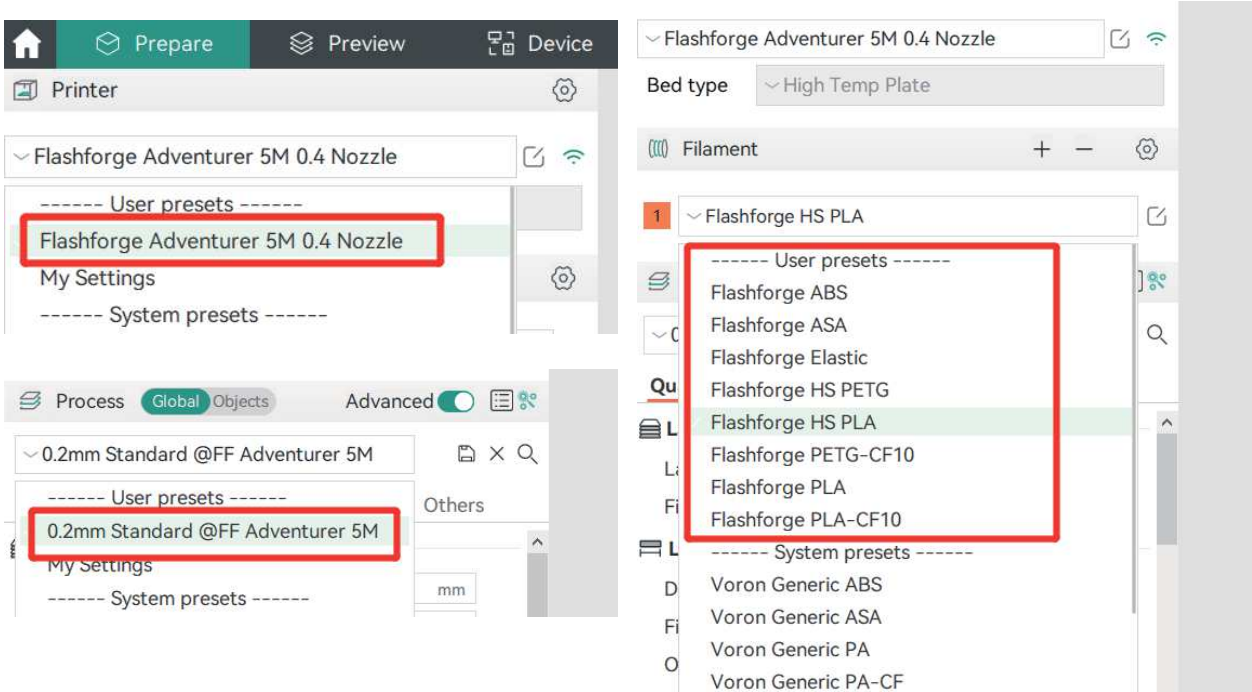 Prepare
Preview
Device
Printer
Flashforge Adventurer 5M 0.4 Nozzle
------ User presets ------
Flashforge Adventurer 5M 0.4 Nozzle
My Settings
------ System presets ------
Process
Global
Objects
Advanced
0.2mm Standard @FF Adventurer 5M
------ User presets ------
Others
0.2mm Standard @FF Adventurer 5M
My Settings
mm
------ System presets ------
Flashforge Adventurer 5M 0.4 Nozzle
Bed type
High Temp Plate
Filament
1
Flashforge HS PLA
------ User presets ------
Flashforge ABS
Flashforge ASA
Flashforge Elastic
Flashforge HS PETG
Flashforge HS PLA
Flashforge PETG-CF10
Flashforge PLA
Flashforge PLA-CF10
------ System presets ------
Voron Generic ABS
Voron Generic ASA
Voron Generic PA
Voron Generic PA-CF